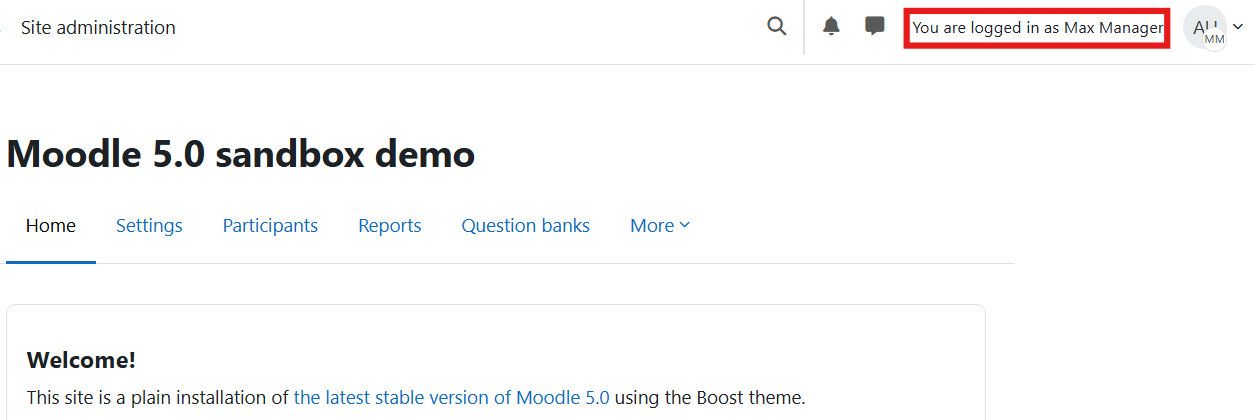 Site administration
You are logged in as Max Manager
AU
MM
Moodle 5.0 sandbox demo
Home Settings Participants Reports Question banks More
Welcome!
This site is a plain installation of the latest stable version of Moodle 5.0 using the Boost theme.